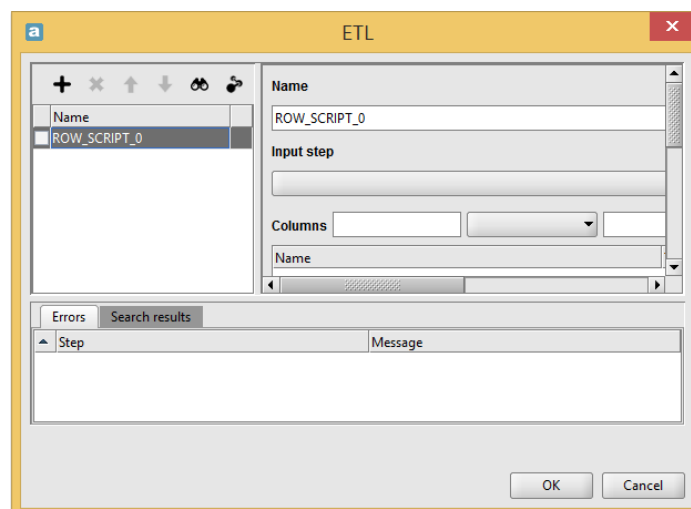 a
ETL
x
Name
ROW_SCRIPT_0
Name
ROW_SCRIPT_0
Input step
Columns
Name
Errors Search results
Step Message
OK Cancel